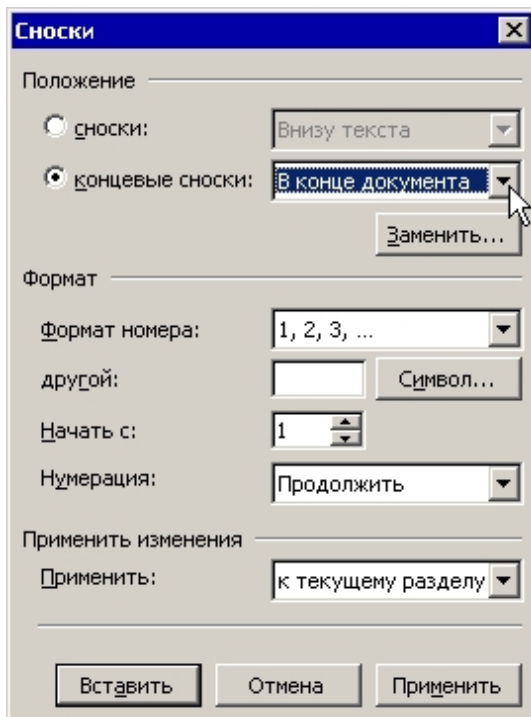 Сноски
Положение
сноски: Внизу текста
концевые сноски: В конце документа
Заменить...
Формат
Формат номера: 1, 2, 3, ...
другой: Символ...
Начать с: 1
Нумерация: Продолжить
Применить изменения
Применить: к текущему разделу
Вставить Отмена Применить